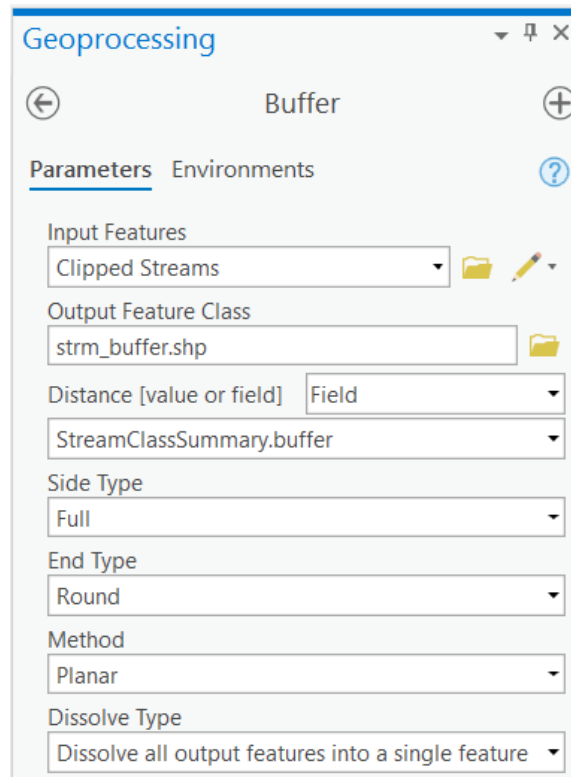 Geoprocessing
Buffer
Parameters Environments
Input Features
Clipped Streams
Output Feature Class
strm_buffer.shp
Distance [value or field] Field
StreamClassSummary.buffer
Side Type
Full
End Type
Round
Method
Planar
Dissolve Type
Dissolve all output features into a single feature